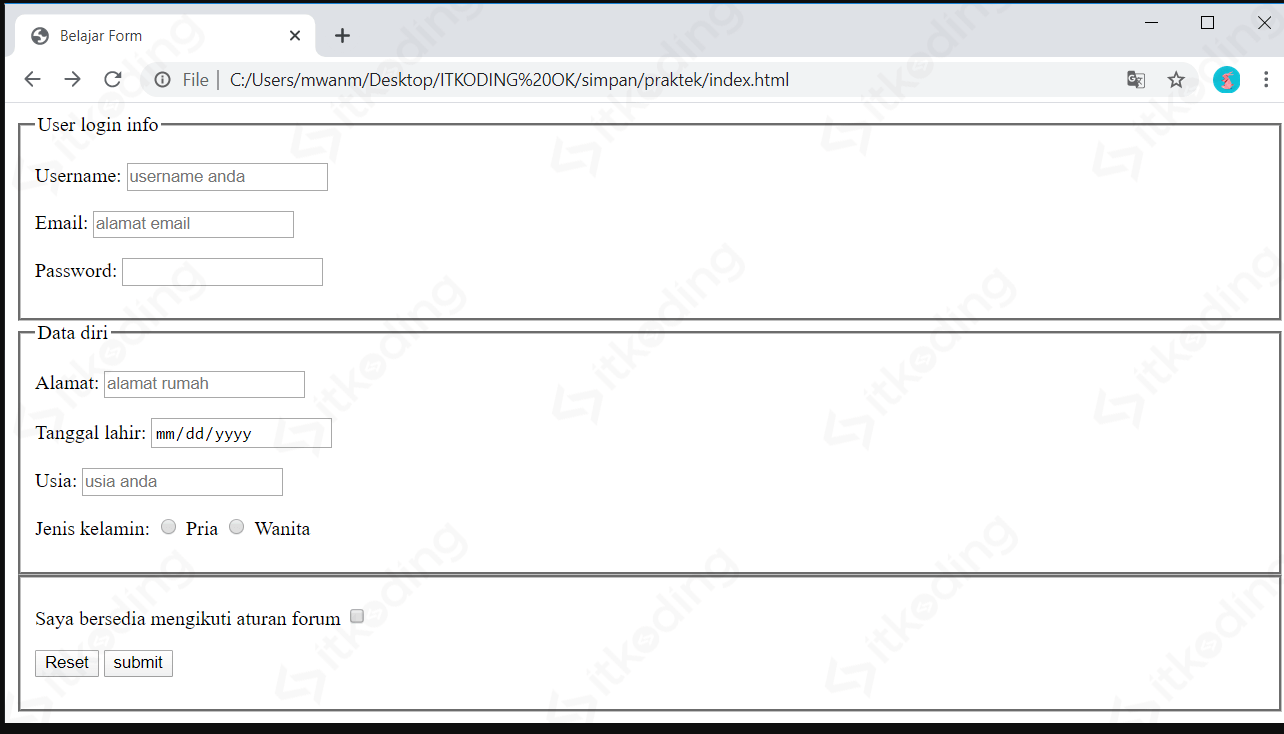 Belajar Form
File | C:/Users/mwanm/Desktop/ITKODING%20OK/simpan/praktek/index.html
User login info
Username: username anda
Email: alamat email
Password:
Data diri
Alamat: alamat rumah
Tanggal lahir: mm/dd/yyyy
Usia: usia anda
Jenis kelamin: Pria Wanita
Saya bersedia mengikuti aturan forum
Reset submit
itkoding